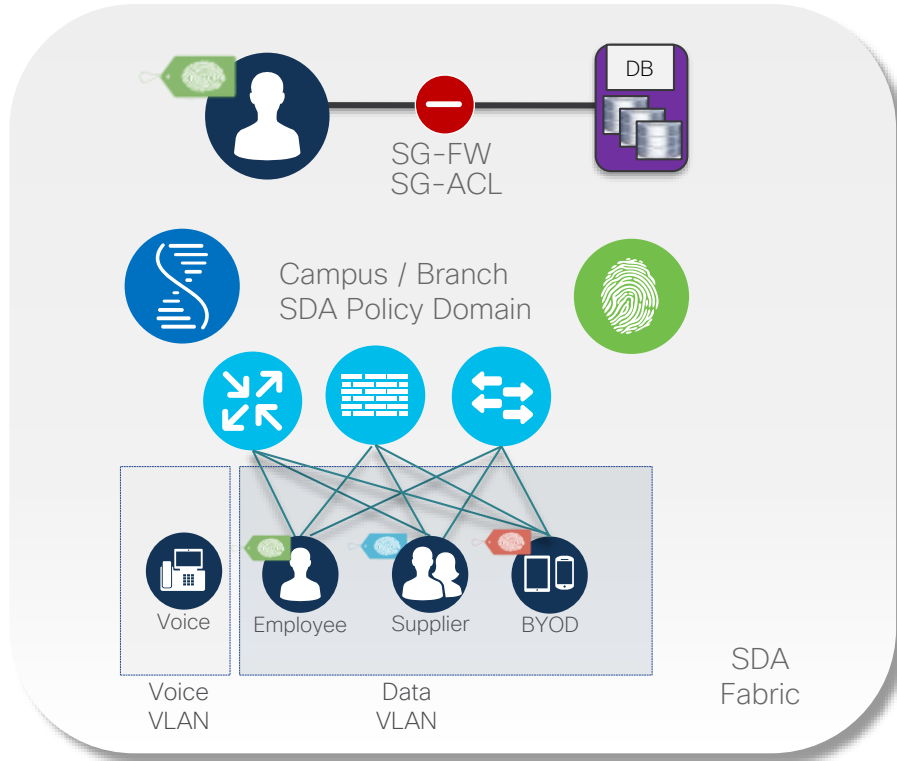 DB
SG-FW
SG-ACL
Campus / Branch
SDA Policy Domain
Voice
Employee
Supplier
BYOD
Voice
VLAN
Data
VLAN
SDA
Fabric